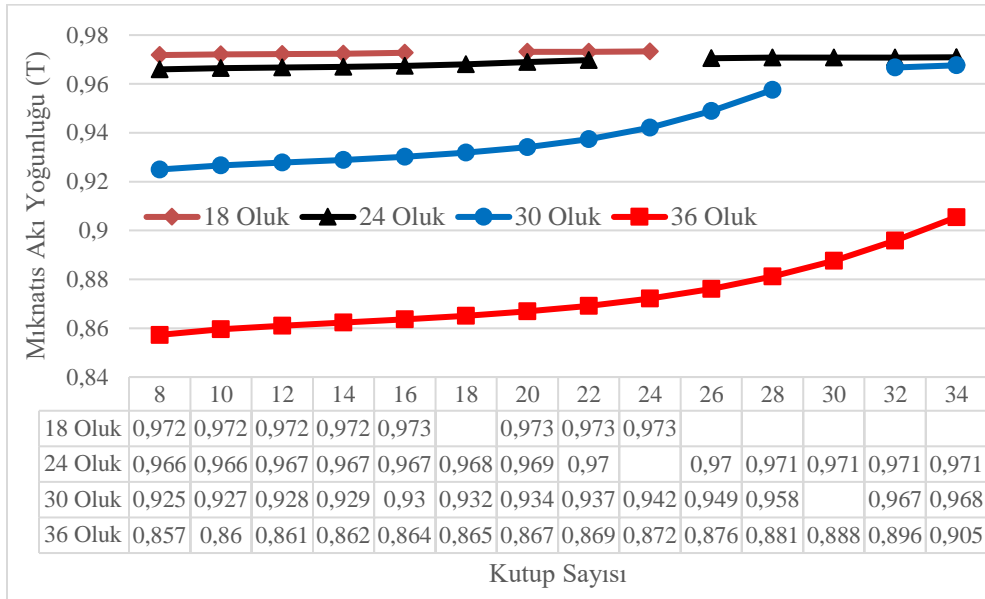 Mıknatıs Akı Yoğunluğu (T)
0,98
0,96
0,94
0,92
0,9
0,88
0,86
0,84
18 Oluk 24 Oluk 30 Oluk 36 Oluk
8 10 12 14 16 18 20 22 24 26 28 30 32 34
18 Oluk 0,972 0,972 0,972 0,972 0,973 0,973 0,973 0,973
24 Oluk 0,966 0,966 0,967 0,967 0,967 0,968 0,969 0,97 0,97 0,971 0,971 0,971 0,971
30 Oluk 0,925 0,927 0,928 0,929 0,93 0,932 0,934 0,937 0,942 0,949 0,958 0,967 0,968
36 Oluk 0,857 0,86 0,861 0,862 0,864 0,865 0,867 0,869 0,872 0,876 0,881 0,888 0,896 0,905
Kutup Sayısı